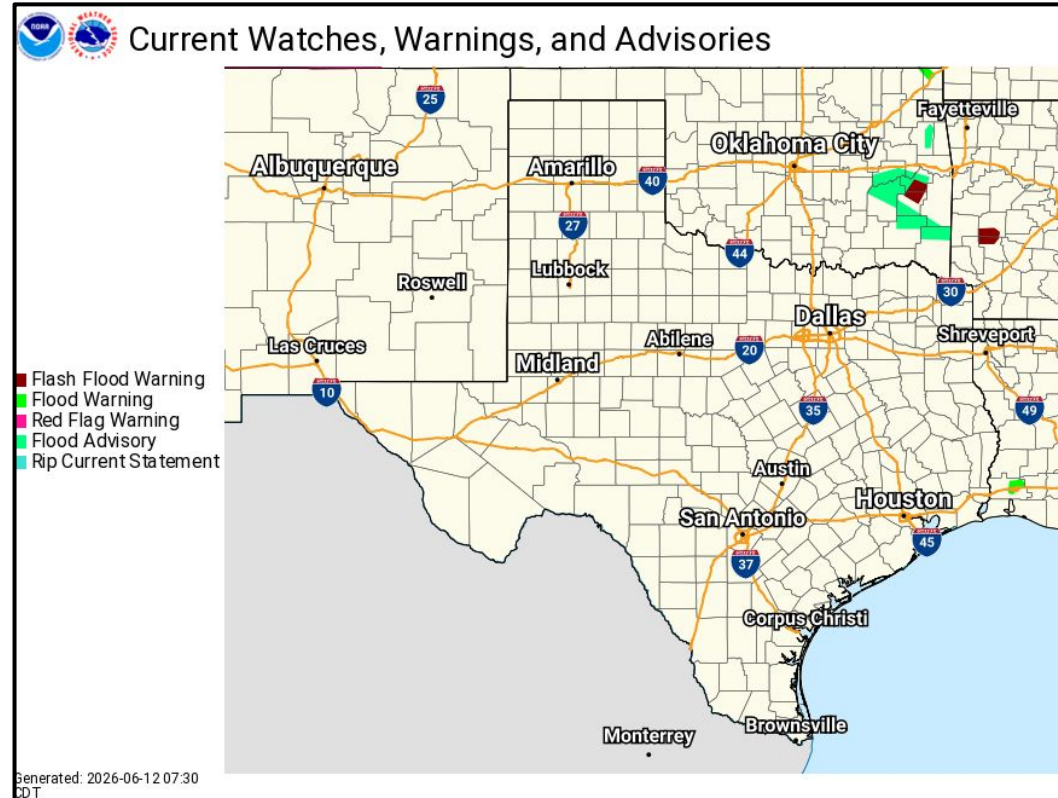 NOAA
Current Watches, Warnings, and Advisories
25
Fayetteville
Oklahoma City
Albuquerque
Amarillo
40
27
44
Lubbock
Roswell
30
Dallas
Shreveport
Abilene
20
Las Cruces
Midland
10
35
49
Flash Flood Warning
Flood Warning
Red Flag Warning
Flood Advisory
Rip Current Statement
Austin
Houston
San Antonio
45
37
Corpus Christi
Brownsville
Monterrey
Generated: 2026-06-12 07:30
CDT